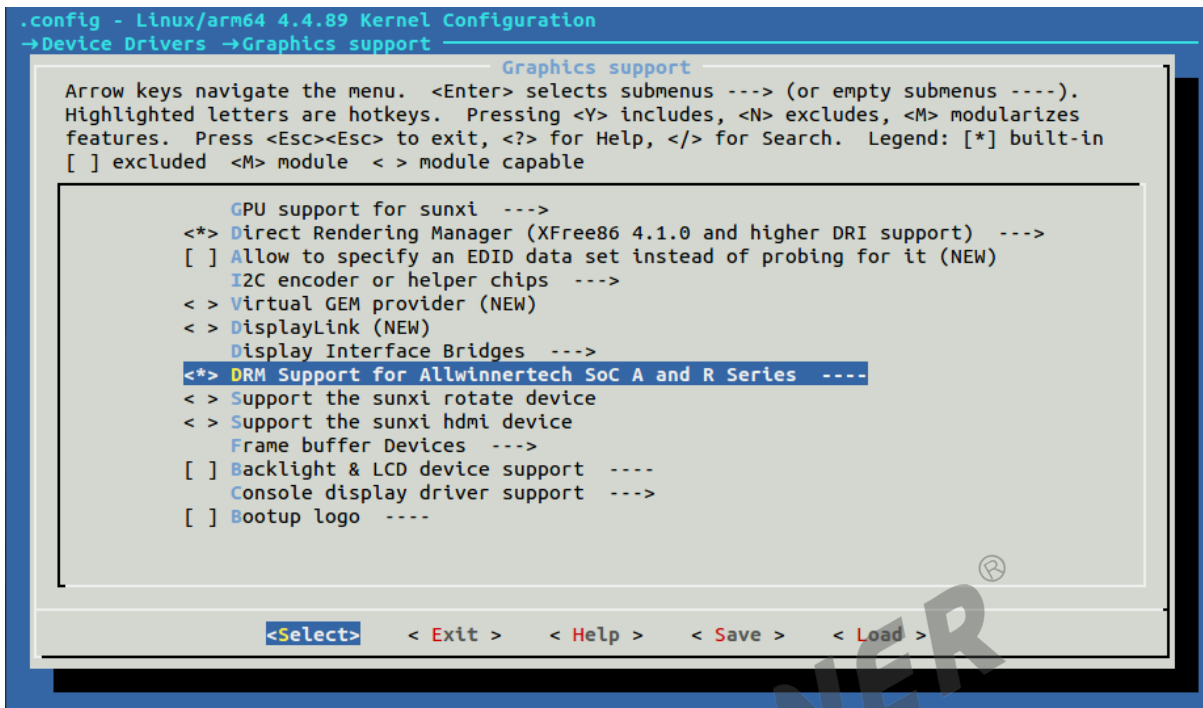 .config - Linux/arm64 4.4.89 Kernel Configuration
→Device Drivers →Graphics support
Graphics support
Arrow keys navigate the menu.  <Enter> selects submenus ---> (or empty submenus ----).
Highlighted letters are hotkeys.  Pressing <Y> includes, <N> excludes, <M> modularizes
features.  Press <Esc><Esc> to exit, <?> for Help, </> for Search.  Legend: [*] built-in
[ ] excluded  <M> module  < > module capable
GPU support for sunxi  --->
<*> Direct Rendering Manager (XFree86 4.1.0 and higher DRI support)  --->
[ ] Allow to specify an EDID data set instead of probing for it (NEW)
I2C encoder or helper chips  --->
< > Virtual GEM provider (NEW)
< > DisplayLink (NEW)
Display Interface Bridges  --->
<*> DRM Support for Allwinnertech SoC A and R Series  ----
< > Support the sunxi rotate device
< > Support the sunxi hdmi device
Frame buffer Devices  --->
[ ] Backlight & LCD device support  ----
Console display driver support  --->
[ ] Bootup logo  ----
<Select>    < Exit >    < Help >    < Save >    < Load >
NER®